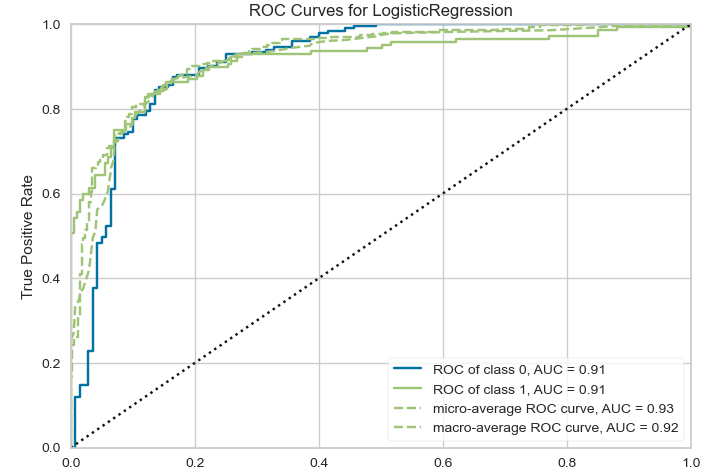 ROC Curves for LogisticRegression
1.0
0.8
0.6
0.4
0.2
0.0
True Positive Rate
ROC of class 0, AUC = 0.91
ROC of class 1, AUC = 0.91
micro-average ROC curve, AUC = 0.93
macro-average ROC curve, AUC = 0.92
0.0 0.2 0.4 0.6 0.8 1.0